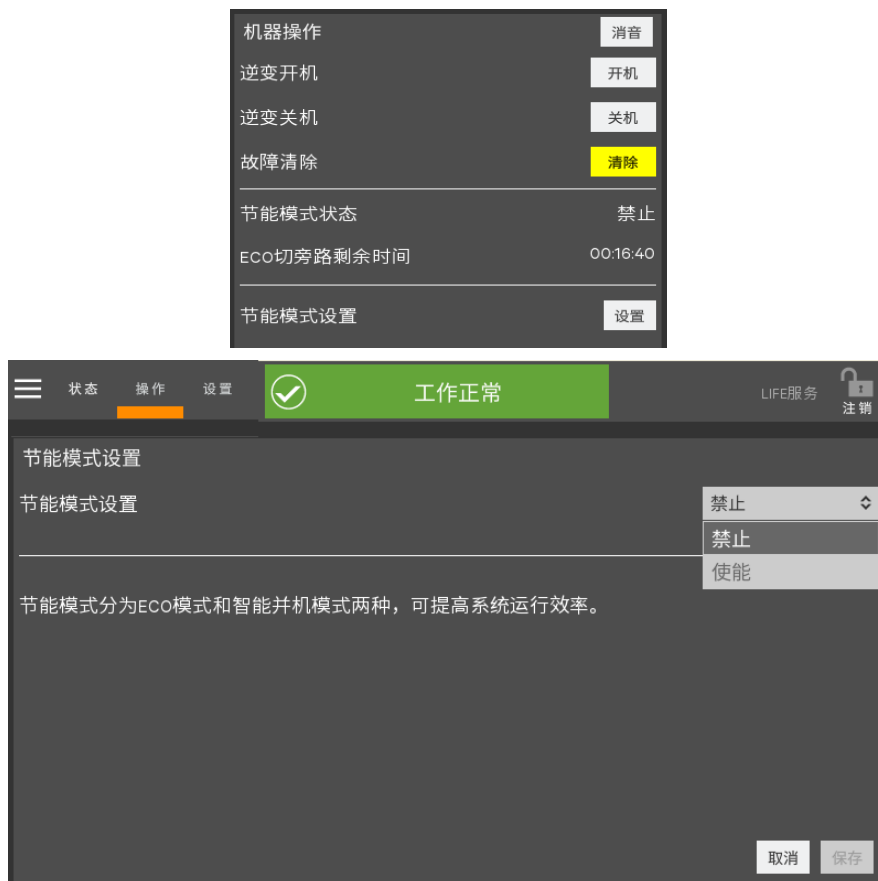 机器操作 消音
逆变开机 开机
逆变关机 关机
故障清除 清除
节能模式状态 禁止
ECO切旁路剩余时间 00:16:40
节能模式设置 设置
状态 操作 设置 工作正常 LIFE服务 注销
节能模式设置
节能模式设置 禁止
禁止
使能
节能模式分为ECO模式和智能并机模式两种，可提高系统运行效率。
取消 保存